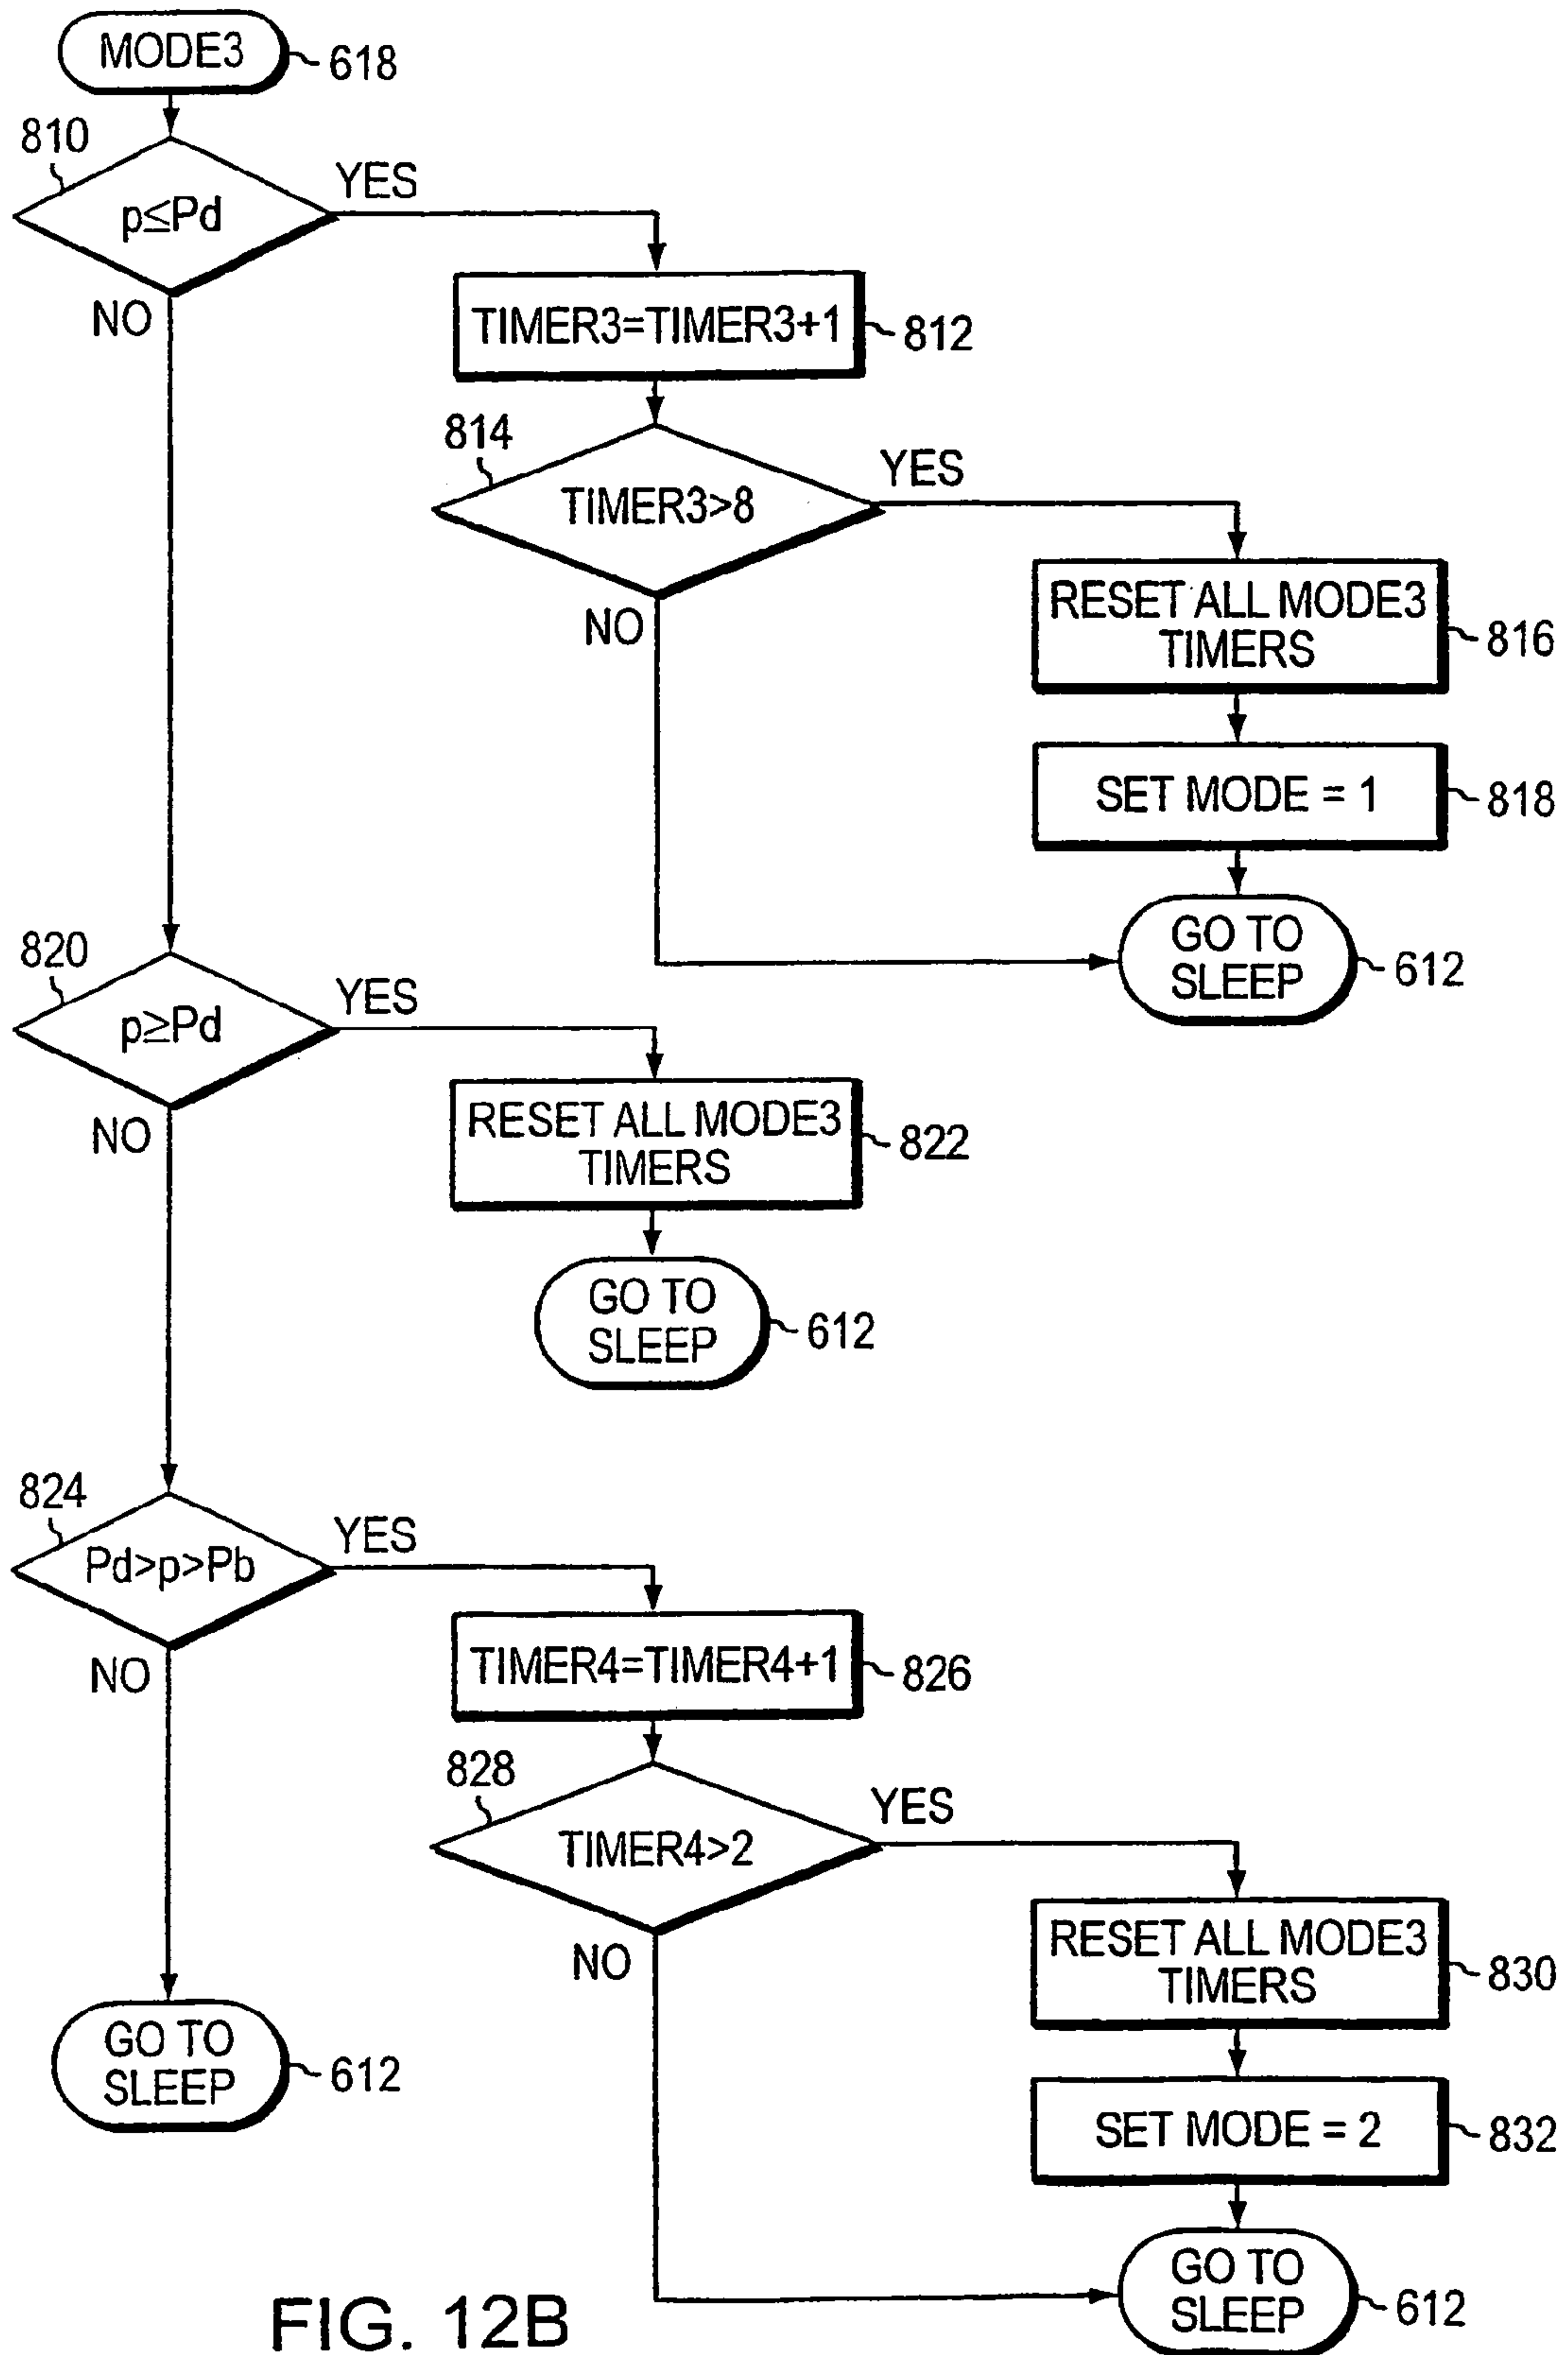 MODE3
618
810
p≤Pd
YES
NO
TIMER3=TIMER3+1
812
814
TIMER3>8
YES
NO
RESET ALL MODE3
TIMERS
816
SET MODE = 1
818
GO TO
SLEEP
612
820
p≥Pd
YES
NO
RESET ALL MODE3
TIMERS
822
GO TO
SLEEP
612
824
Pd>p>Pb
YES
NO
TIMER4=TIMER4+1
826
828
TIMER4>2
YES
NO
RESET ALL MODE3
TIMERS
830
GO TO
SLEEP
612
SET MODE = 2
832
GO TO
SLEEP
612
FIG. 12B